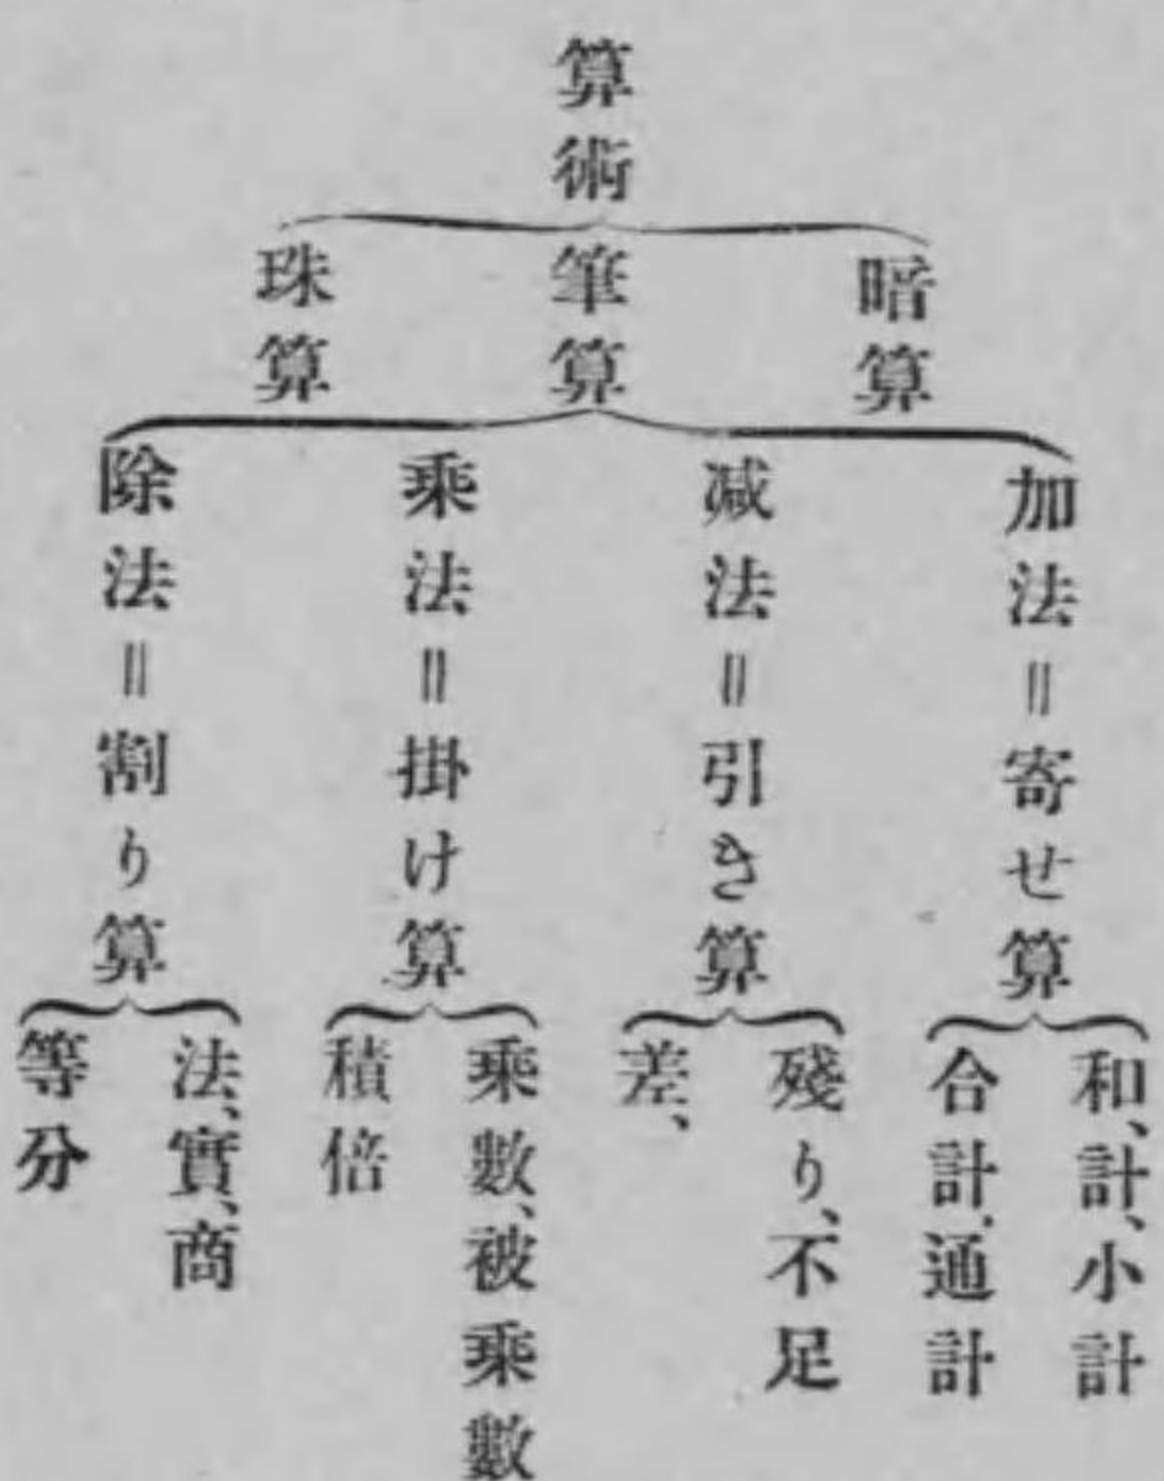 算術
暗算
筆算
珠算
加法=寄せ算
和、計、小計
合計、通計
減法=引き算
殘り、不足
差、
乘法=掛け算
乘數、被乘數
積倍
除法=割り算
法、實、商
等分